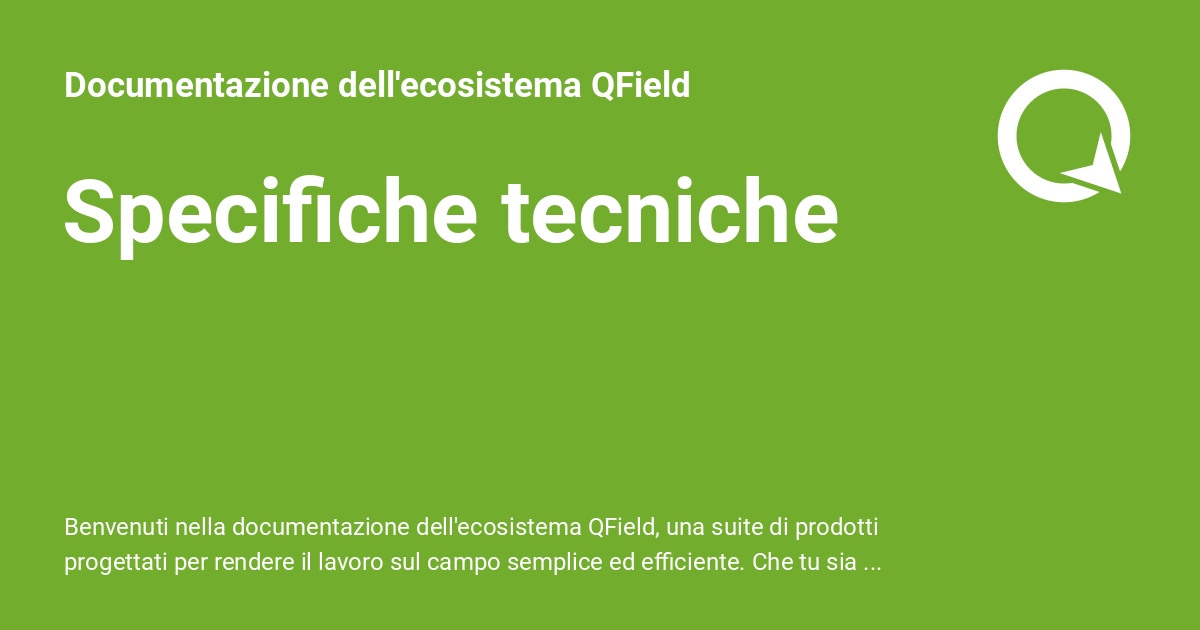 Documentazione dell'ecosistema QField
Specifiche tecniche
Benvenuti nella documentazione dell'ecosistema QField, una suite di prodotti
progettati per rendere il lavoro sul campo semplice ed efficiente. Che tu sia ...